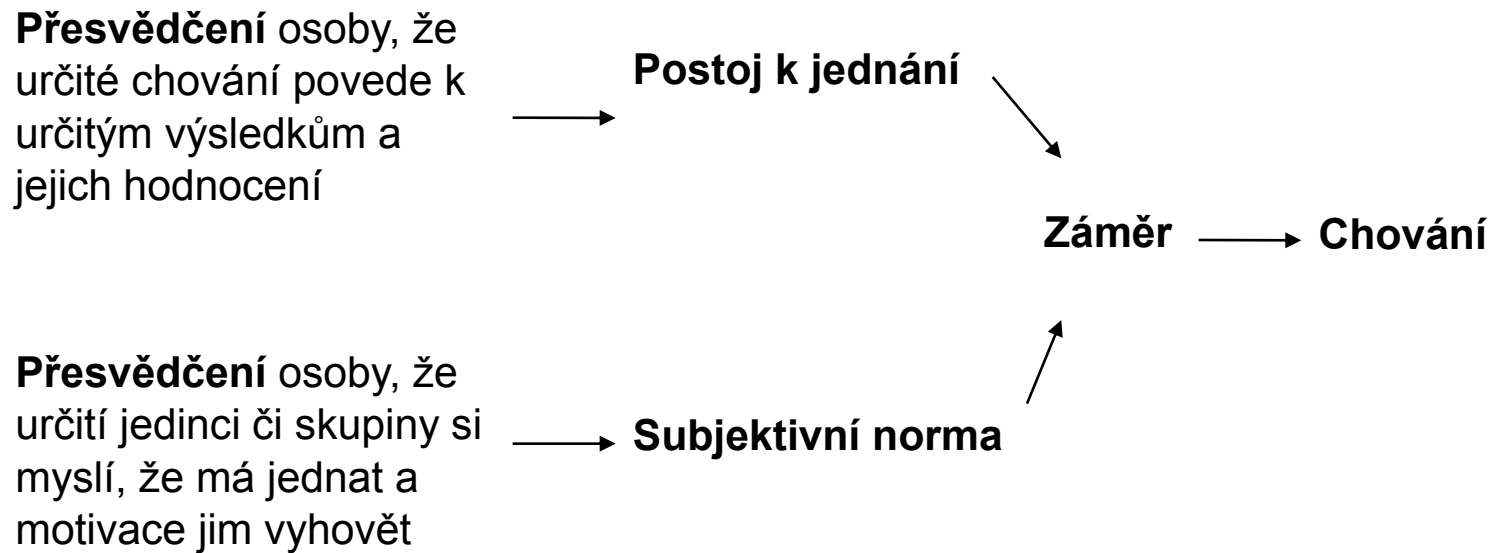 Přesvědčení osoby, že
určité chování povede k
určitým výsledkům a
jejich hodnocení
Postoj k jednání
Záměr
Chování
Přesvědčení osoby, že
určití jedinci či skupiny si
myslí, že má jednat a
motivace jim vyhovět
Subjektivní norma